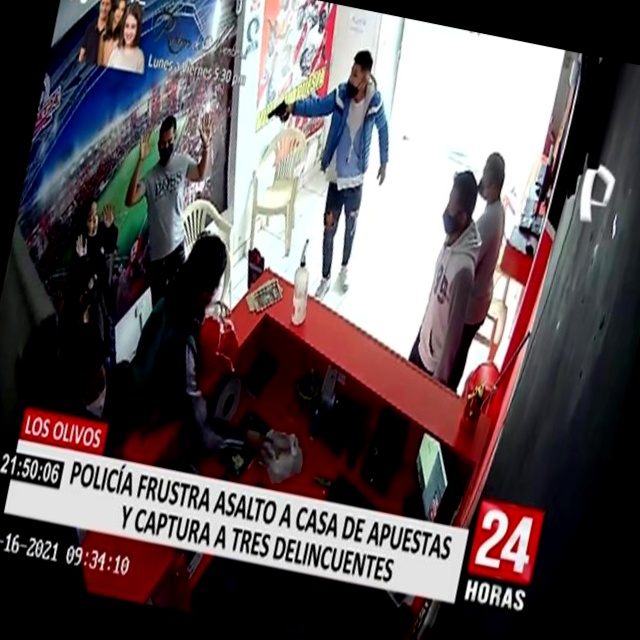 Lunes a Viernes 5:30 pm
LOS OLIVOS
21:50:06
POLICÍA FRUSTRA ASALTO A CASA DE APUESTAS
Y CAPTURA A TRES DELINCUENTES
-16-2021 09:34:10
24
HORAS
BOSS